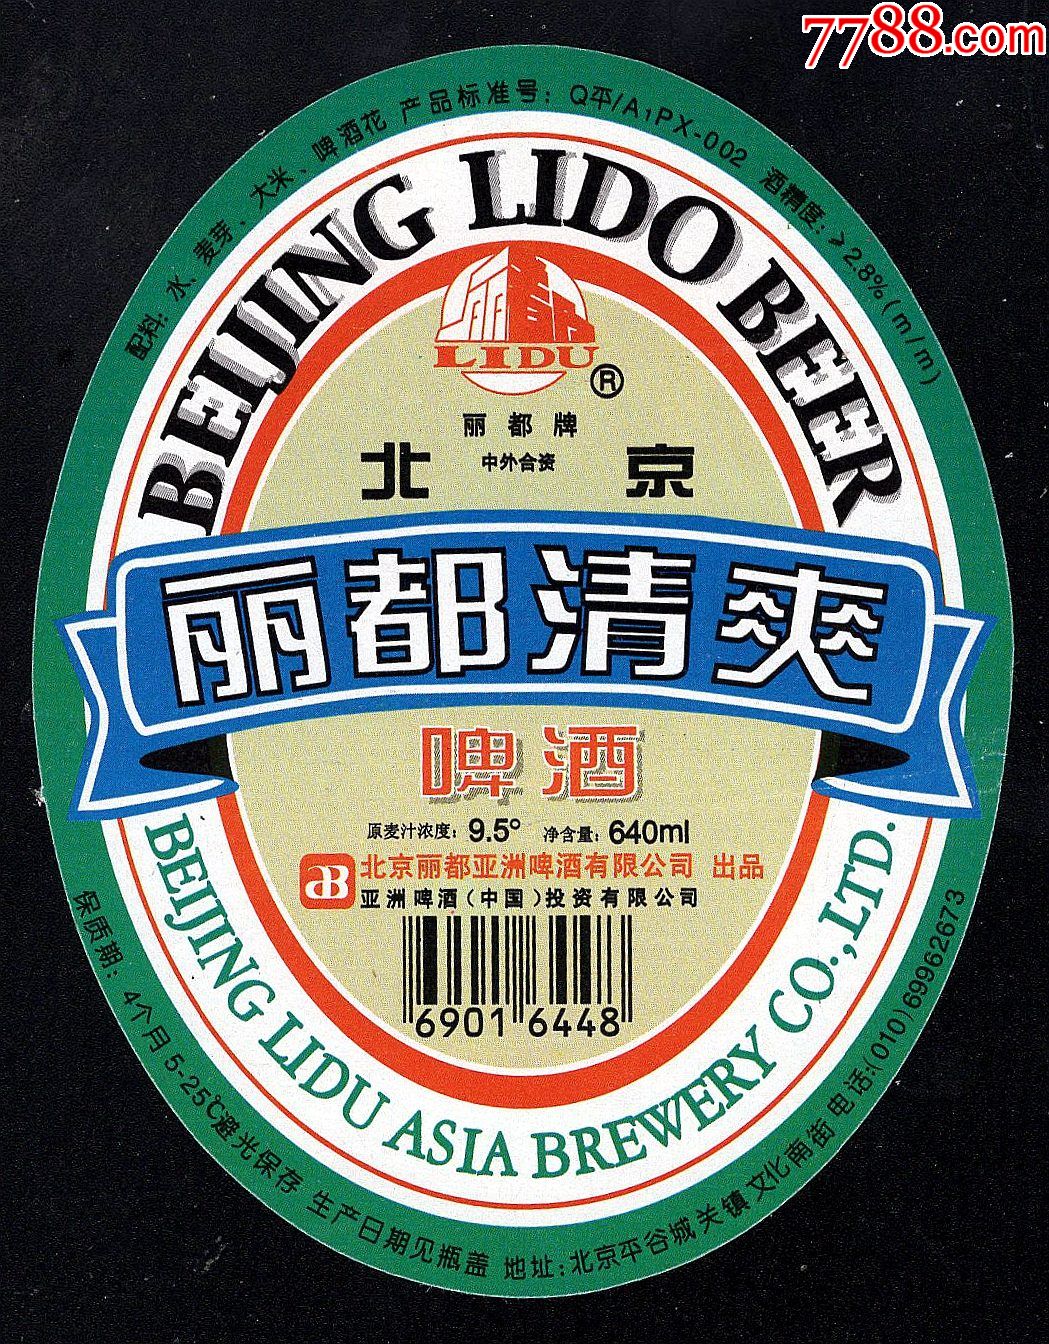 7788.com
配料：水、麦芽、大米、啤酒花 产品标准号：Q平/A1PX-002 酒精度：≥2.8%(m/m)
BEIJING LIDO BEER
LIDU
®
丽都牌
北 中外合资 京
丽都清爽
啤酒
原麦汁浓度：9.5° 净含量：640ml
AB 北京丽都亚洲啤酒有限公司 出品
亚洲啤酒(中国)投资有限公司
6901 6448
BEIJING LIDU ASIA BREWERY CO.,LTD.
保质期：4个月 5-25℃避光保存 生产日期见瓶盖 地址：北京平谷城关镇文化南街 电话:(010)69962673